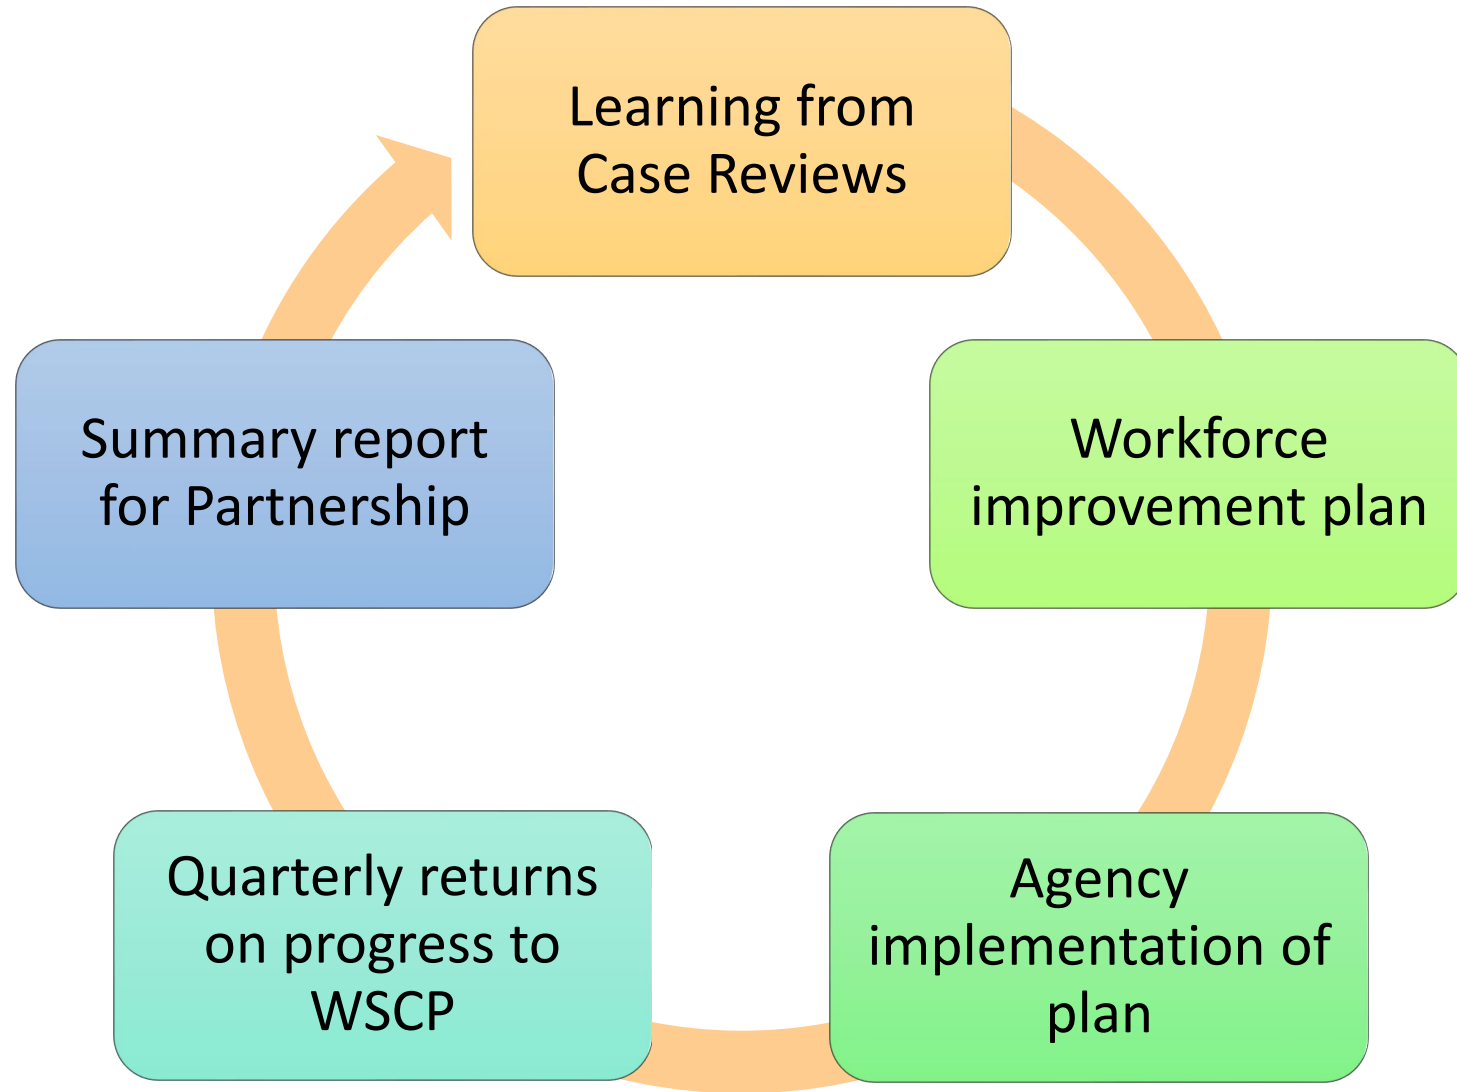 Learning from
Case Reviews
Workforce
improvement plan
Agency
implementation of
plan
Quarterly returns
on progress to
WSCP
Summary report
for Partnership